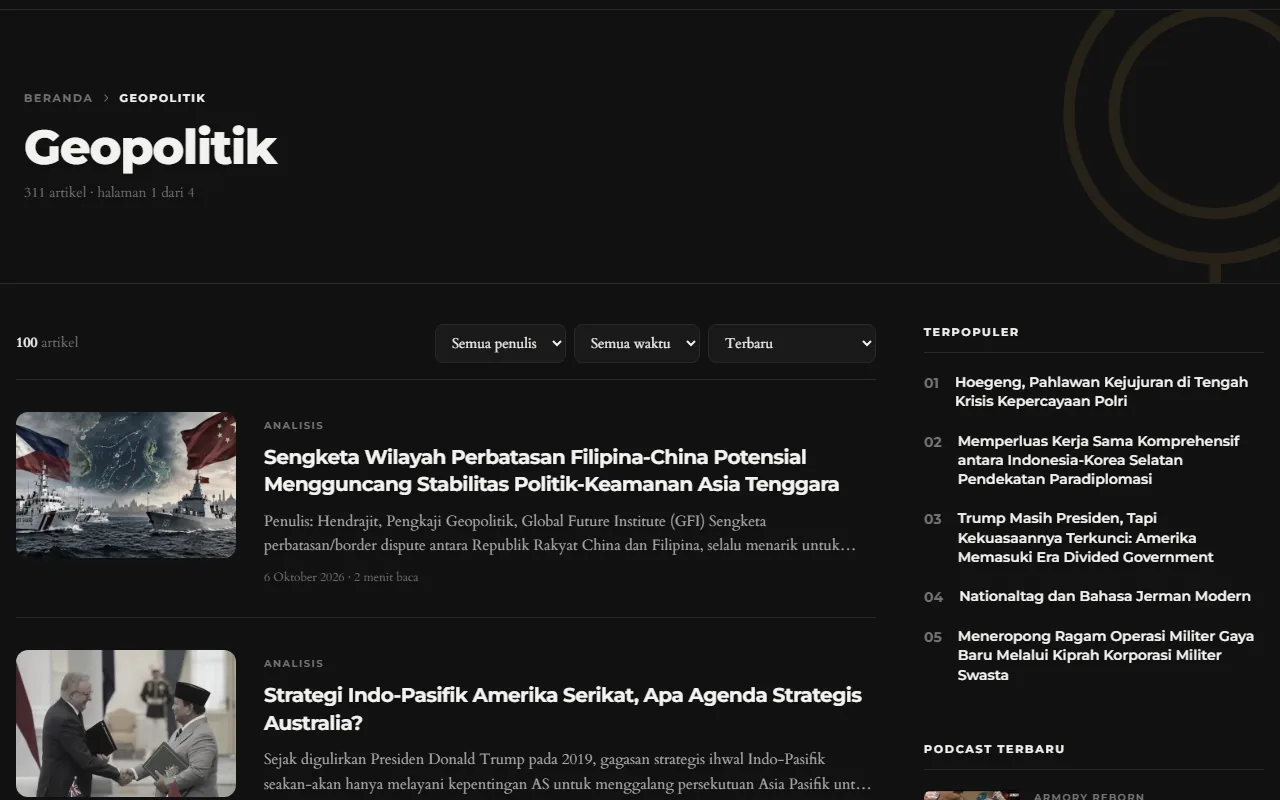 BERANDA > GEOPOLITIK
Geopolitik
311 artikel · halaman 1 dari 4
100 artikel
Semua penulis
Semua waktu
Terbaru
ANALISIS
Sengketa Wilayah Perbatasan Filipina-China Potensial
Mengguncang Stabilitas Politik-Keamanan Asia Tenggara
Penulis: Hendrajit, Pengkaji Geopolitik, Global Future Institute (GFI) Sengketa
perbatasan/border dispute antara Republik Rakyat China dan Filipina, selalu menarik untuk…
6 Oktober 2026 · 2 menit baca
ANALISIS
Strategi Indo-Pasifik Amerika Serikat, Apa Agenda Strategis
Australia?
Sejak digulirkan Presiden Donald Trump pada 2019, gagasan strategis ihwal Indo-Pasifik
seakan-akan hanya melayani kepentingan AS untuk menggalang persekutuan Asia Pasifik unt…
TERPOPULER
01 Hoegeng, Pahlawan Kejujuran di Tengah
Krisis Kepercayaan Polri
02 Memperluas Kerja Sama Komprehensif
antara Indonesia-Korea Selatan
Pendekatan Paradiplomasi
03 Trump Masih Presiden, Tapi
Kekuasaannya Terkunci: Amerika
Memasuki Era Divided Government
04 Nationaltag dan Bahasa Jerman Modern
05 Meneropong Ragam Operasi Militer Gaya
Baru Melalui Kiprah Korporasi Militer
Swasta
PODCAST TERBARU
ARMORY REBORN